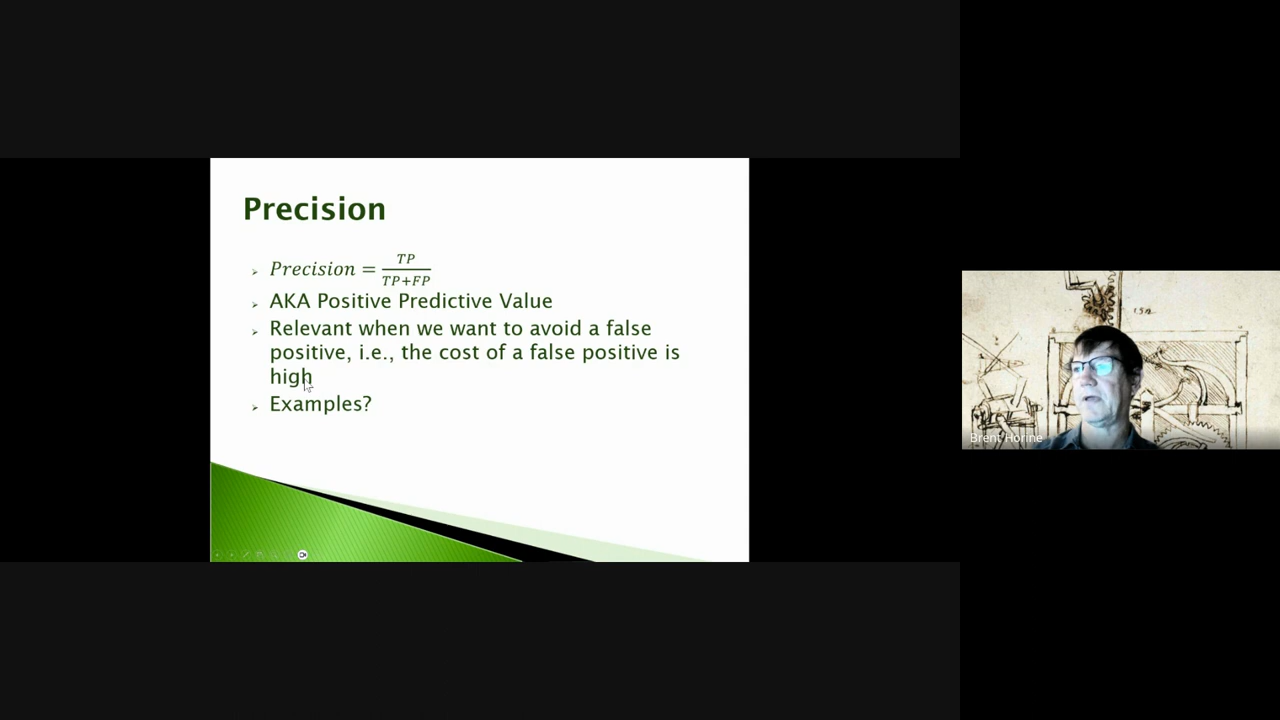 Precision
Precision = TP / TP+FP
AKA Positive Predictive Value
Relevant when we want to avoid a false
positive, i.e., the cost of a false positive is
high
Examples?
Brent Horine